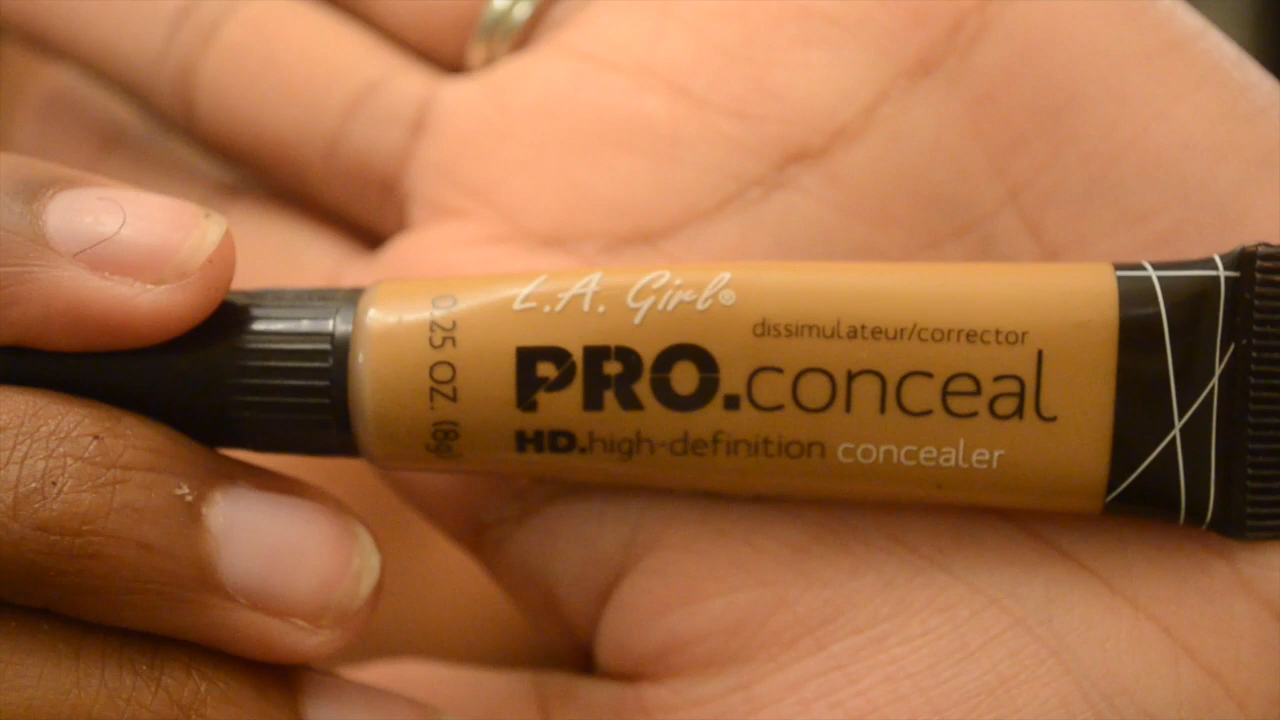 L.A. Girl®
dissimulateur/corrector
PRO.conceal
HD.high-definition concealer
0.25 OZ. (8g)